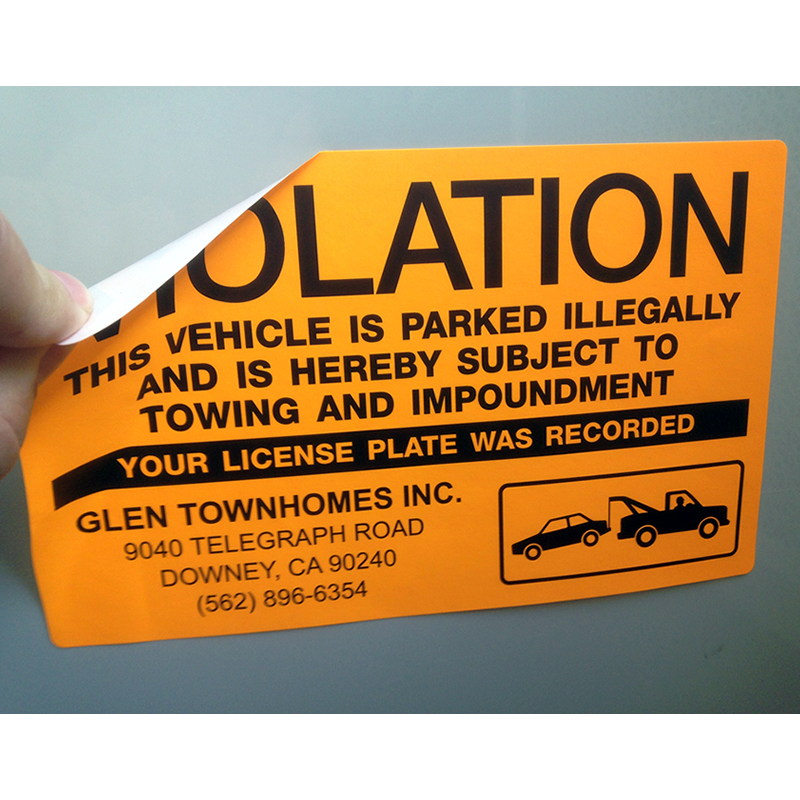 VIOLATION
THIS VEHICLE IS PARKED ILLEGALLY
AND IS HEREBY SUBJECT TO
TOWING AND IMPOUNDMENT
YOUR LICENSE PLATE WAS RECORDED
GLEN TOWNHOMES INC.
9040 TELEGRAPH ROAD
DOWNEY, CA 90240
(562) 896-6354